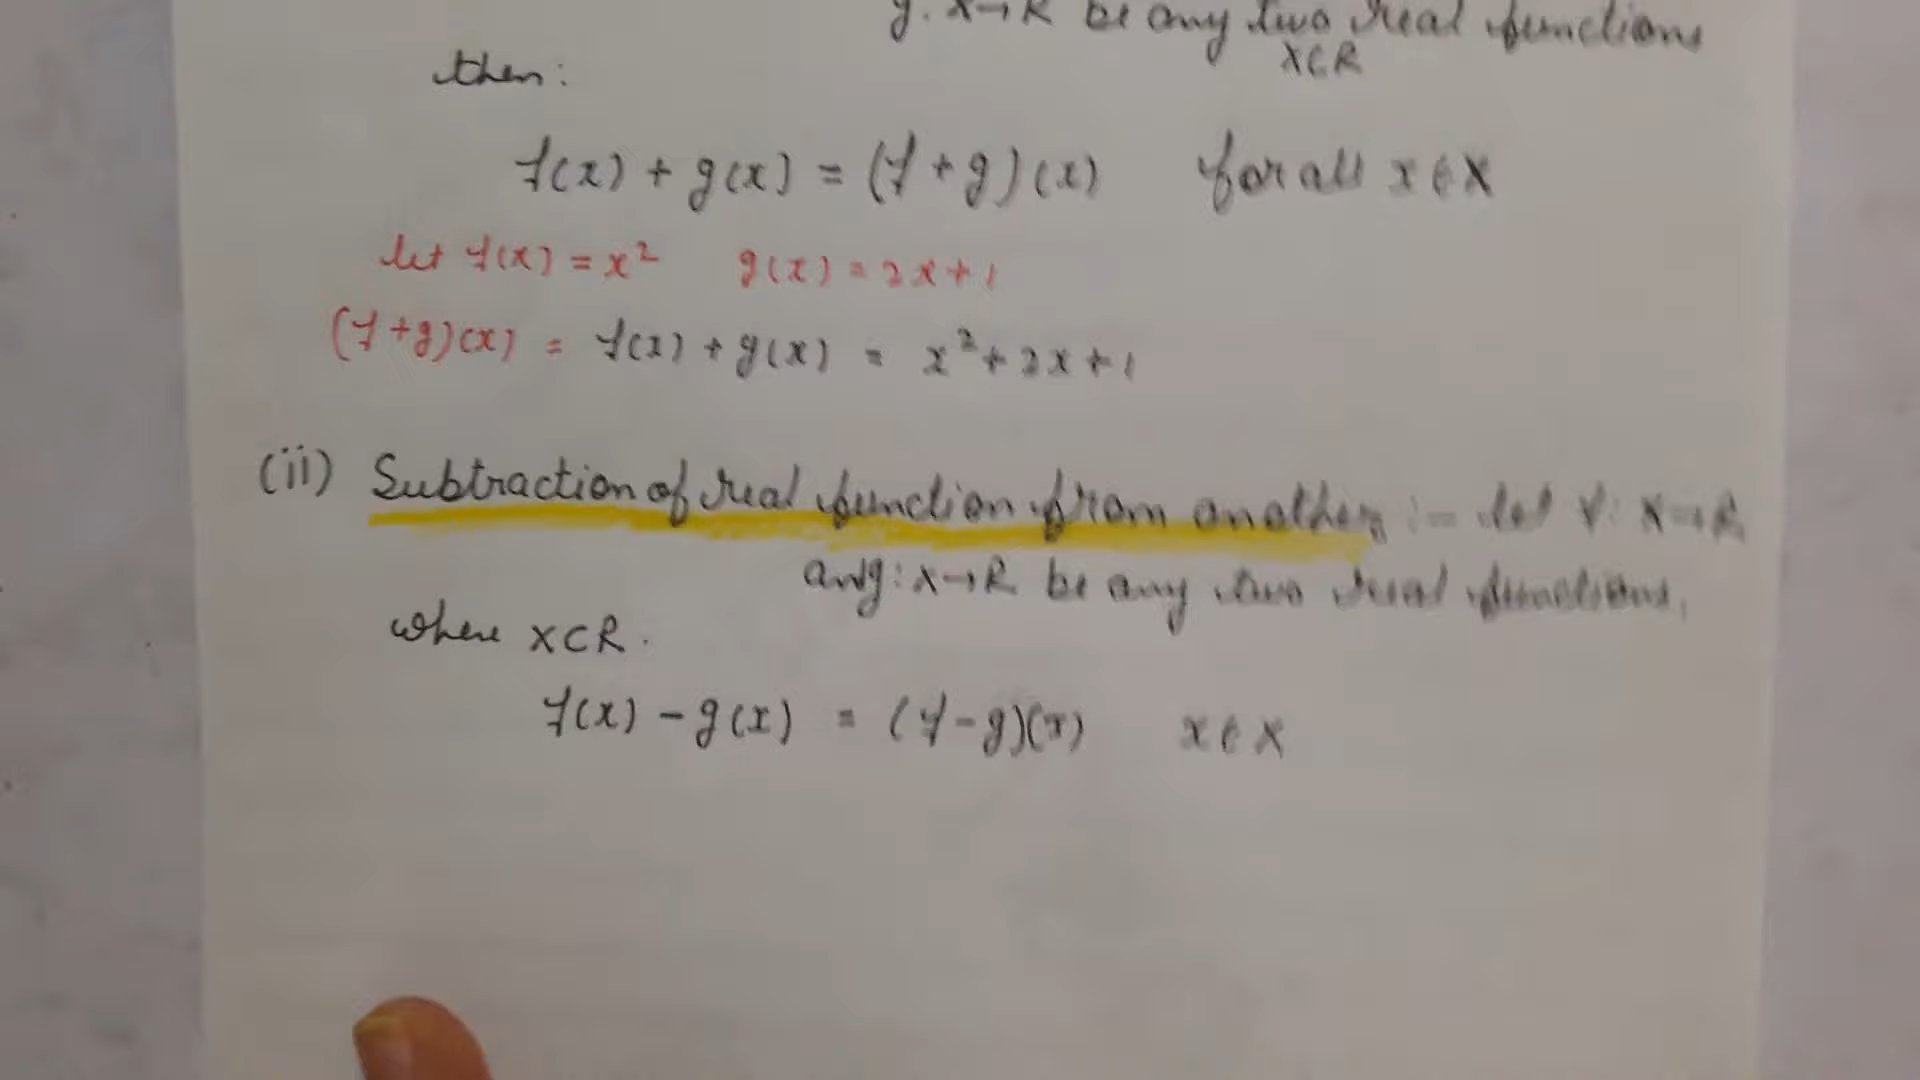 g: X→R be any two real functions
X⊂R
then:
f(x) + g(x) = (f + g)(x) for all x ∈ X
let f(x) = x² g(x) = 2x+1
(f+g)(x) = f(x) + g(x) = x²+2x+1
(ii) Subtraction of real function from another :- let f: X→R
and g: X→R be any two real functions,
where X⊂R.
f(x) - g(x) = (f-g)(x) x ∈ X